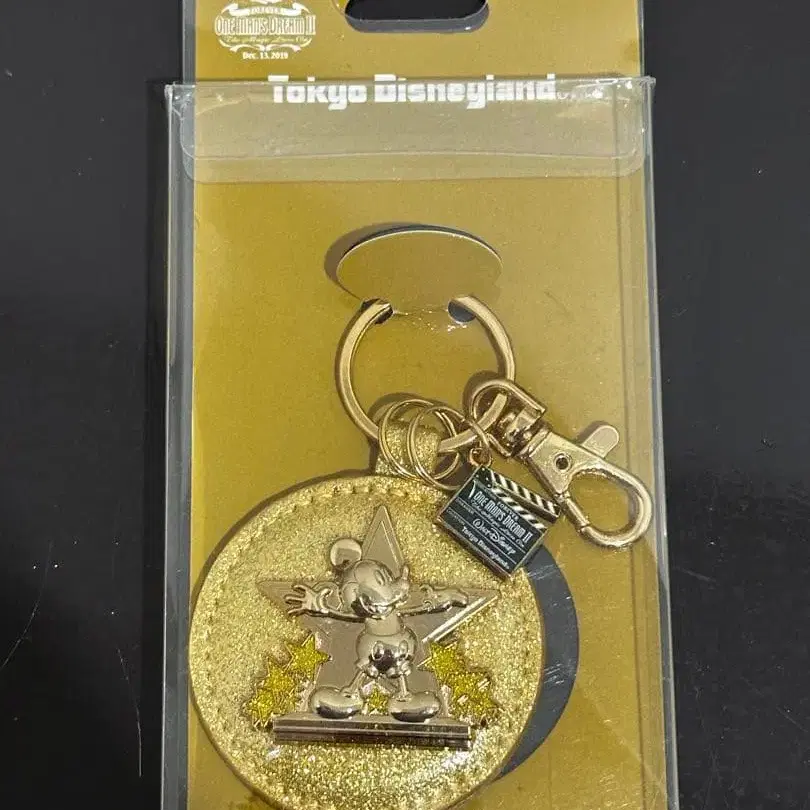 FOREVER
ONE MAN'S DREAM II
The Magic Lives On
Dec. 13. 2019
Tokyo Disneyland
ONE MAN'S DREAM II
WALT DISNEY
Tokyo Disneyland